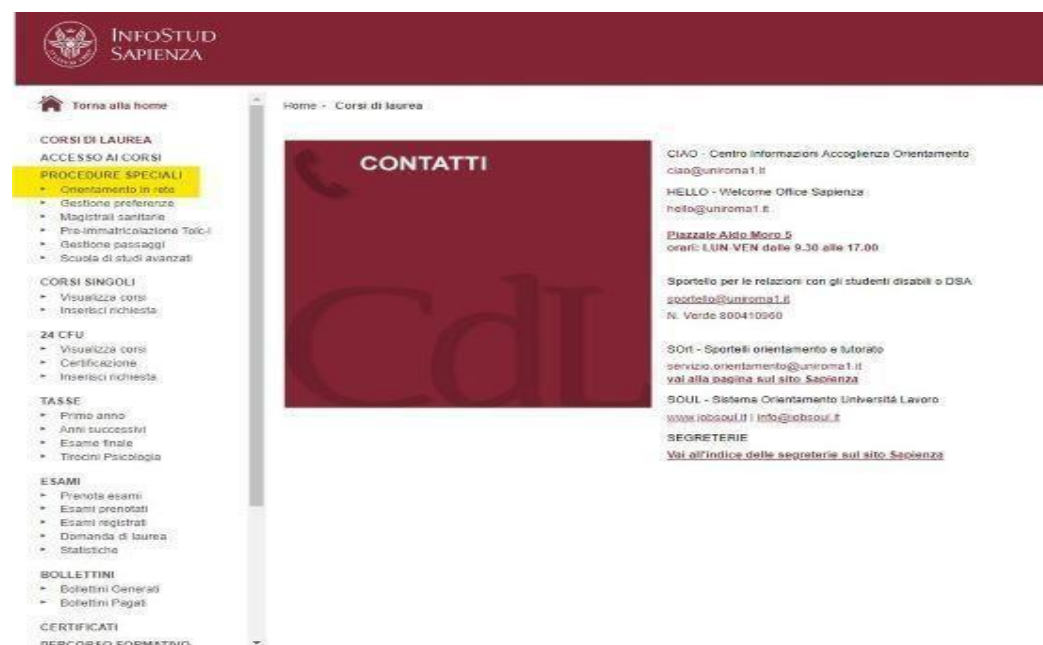 INFOSTUD
SAPIENZA
Torna alla home
CORSI DI LAUREA
ACCESSO AI CORSI
PROCEDURE SPECIALI
Orientamento in rete
Gestione preferenze
Magistrali sanitarie
Pre-immatricolazione Tolc-I
Gestione passaggi
Scuola di studi avanzati
CORSI SINGOLI
Visualizza corsi
Inserisci richiesta
24 CFU
Visualizza corsi
Certificazione
Inserisci richiesta
TASSE
Primo anno
Anni successivi
Esame finale
Tirocini Psicologia
ESAMI
Prenota esami
Esami prenotati
Esami registrati
Domanda di laurea
Statistiche
BOLLETTINI
Bollettini Generati
Bollettini Pagati
CERTIFICATI
PERCORSO FORMATIVO
Home - Corsi di laurea
CONTATTI
CdL
CIAO - Centro Informazioni Accoglienza Orientamento
ciao@uniroma1.it
HELLO - Welcome Office Sapienza
hello@uniroma1.it
Piazzale Aldo Moro 5
orari: LUN-VEN dalle 9.30 alle 17.00
Sportello per le relazioni con gli studenti disabili o DSA
sportello@uniroma1.it
N. Verde 800410960
SOrt - Sportelli orientamento e tutorato
servizio.orientamento@uniroma1.it
vai alla pagina sul sito Sapienza
SOUL - Sistema Orientamento Università Lavoro
www.jobsoul.it | info@jobsoul.it
SEGRETERIE
Vai all'indice delle segreterie sul sito Sapienza